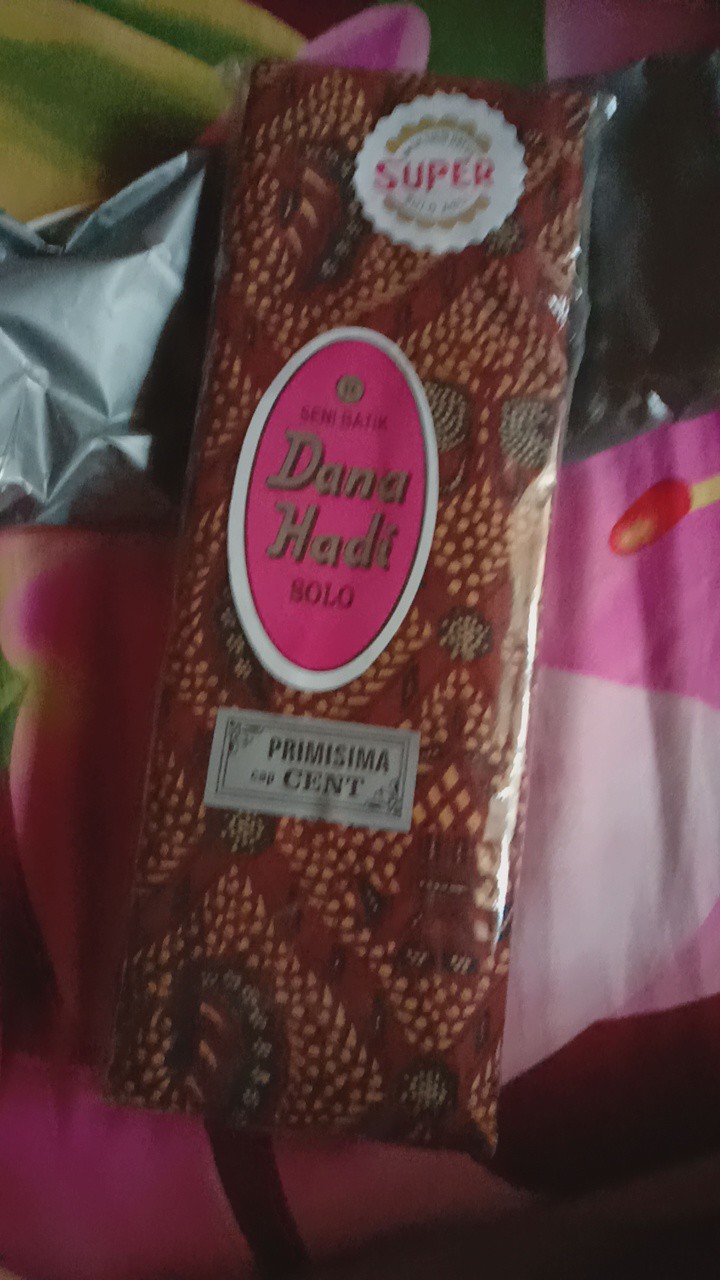 SUPER
SENI BATIK
Dana
Hadi
SOLO
PRIMISIMA
cap CENT